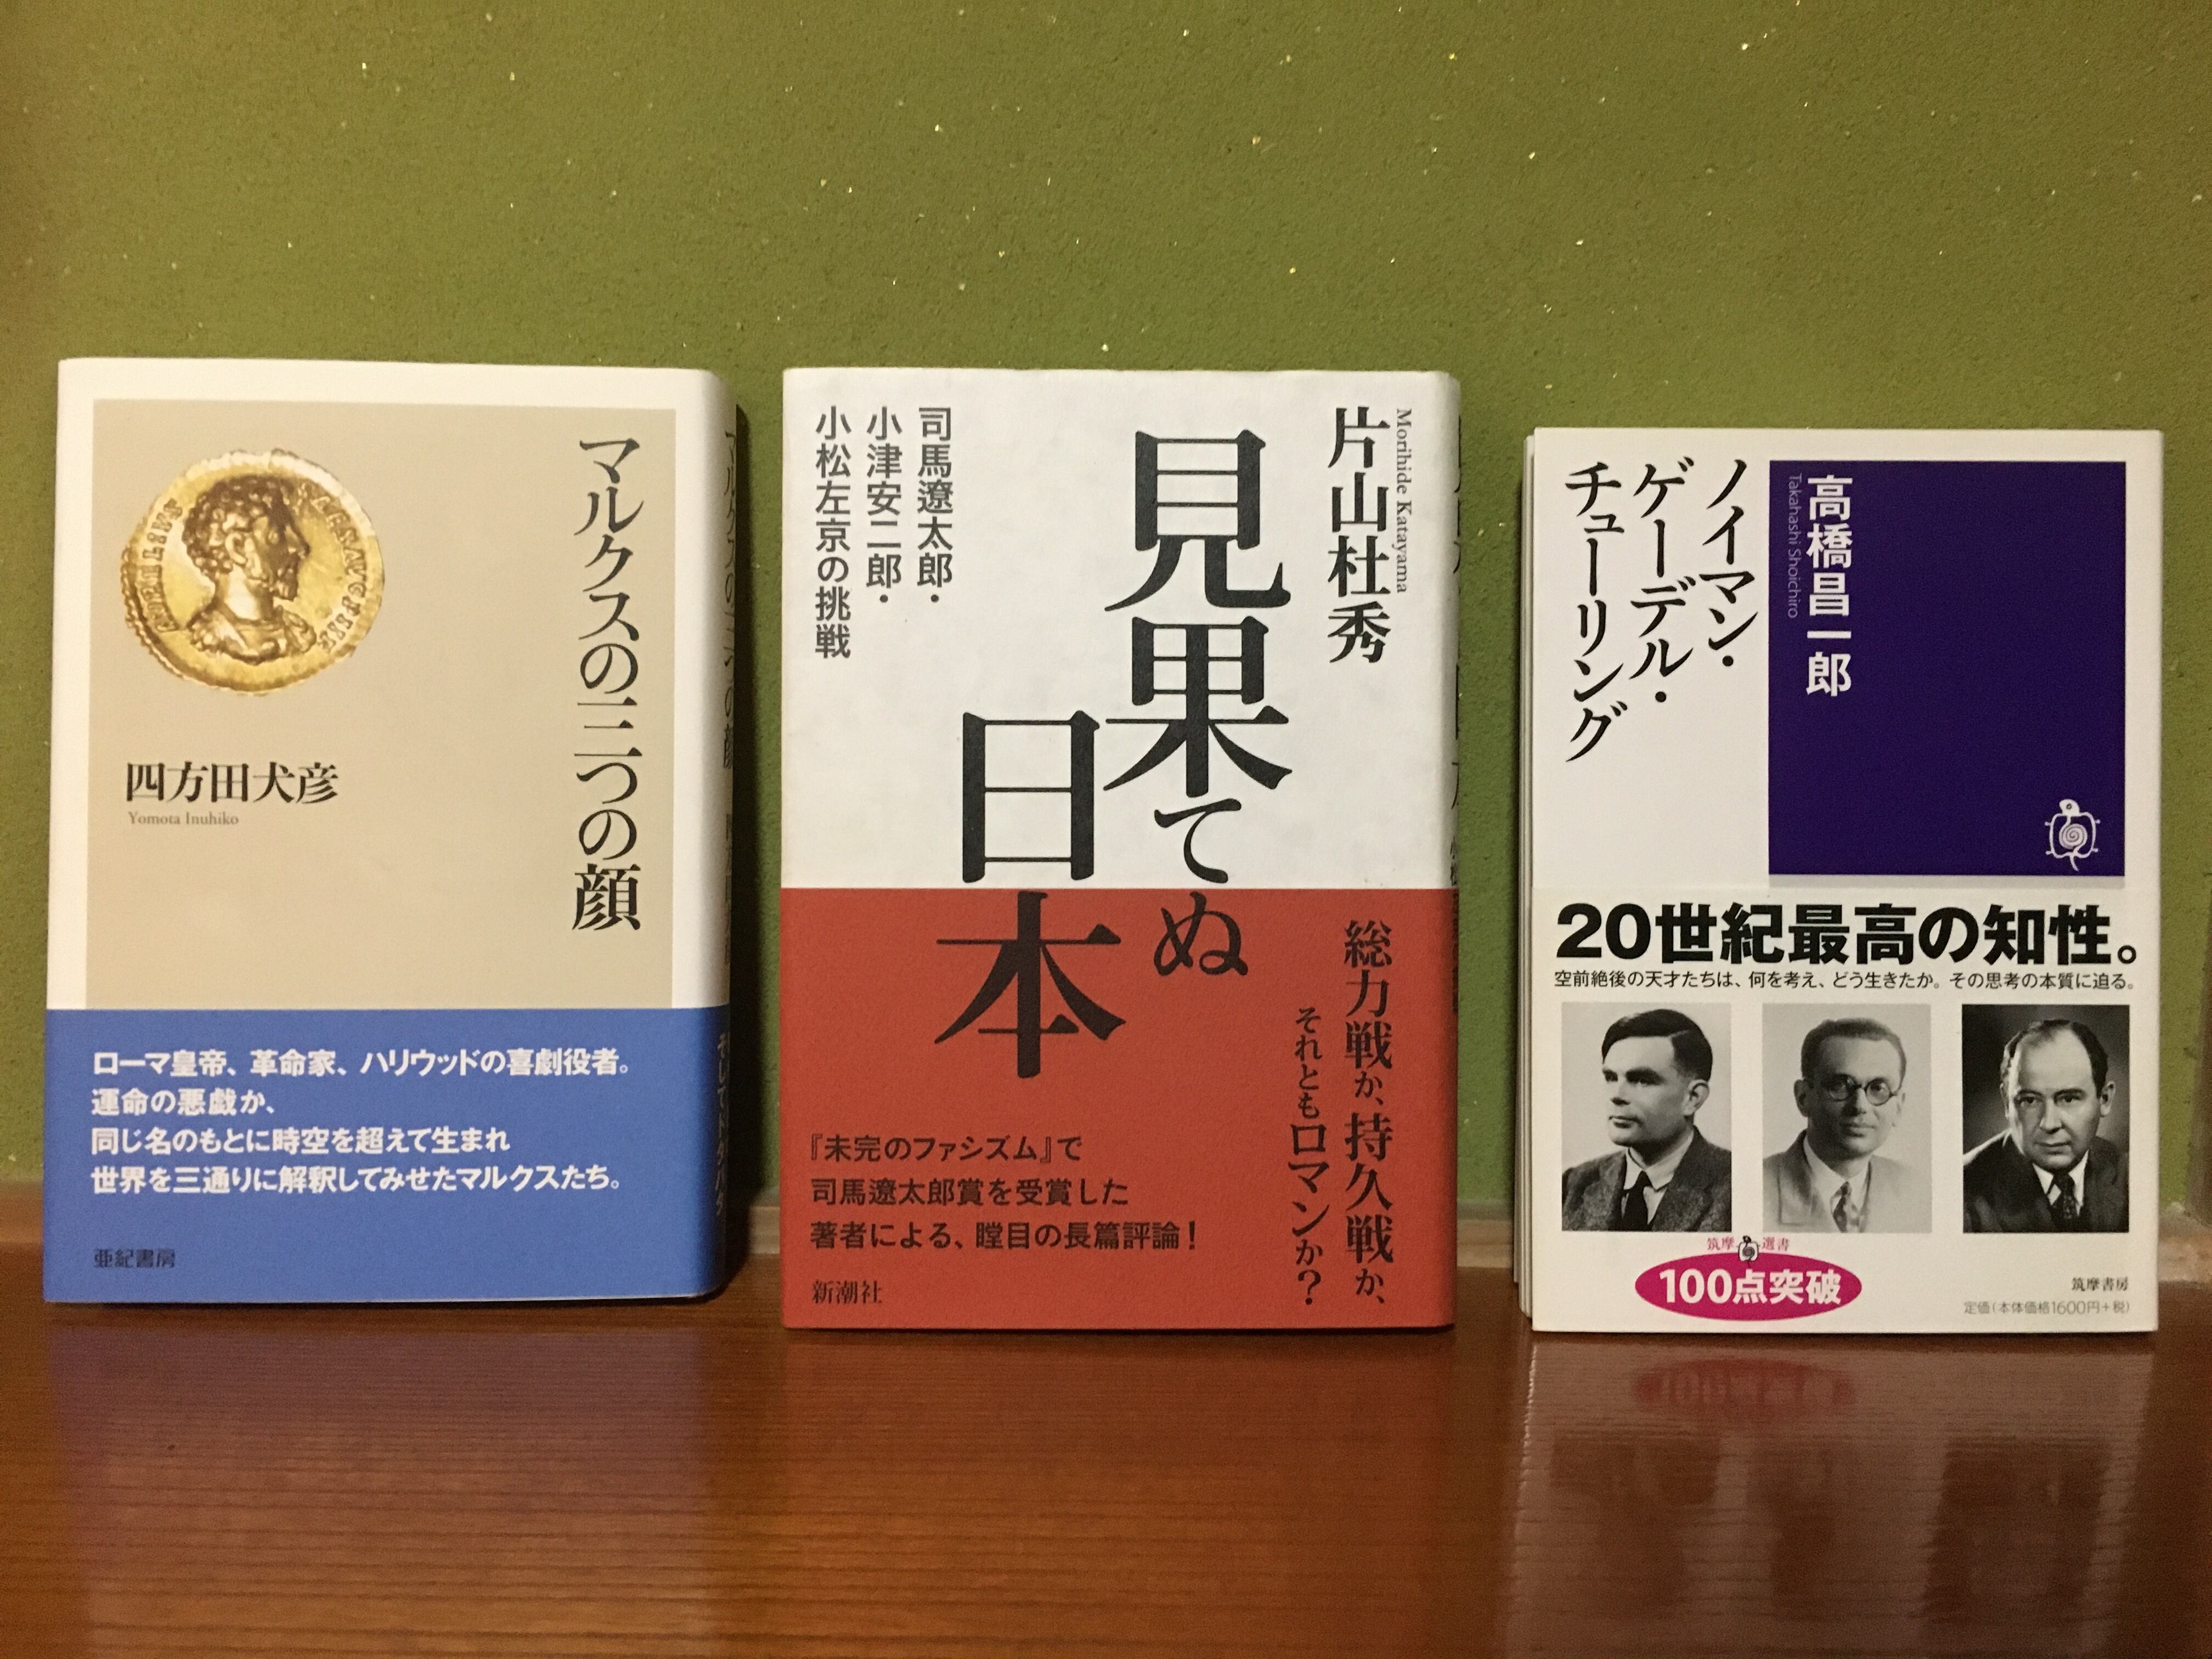 マルクスの三つの顔
四方田犬彦
Yomota Inuhiko
ローマ皇帝、革命家、ハリウッドの喜劇役者。
運命の悪戯か、
同じ名のもとに時空を超えて生まれ
世界を三通りに解釈してみせたマルクスたち。
亜紀書房
Morihide Katayama
片山杜秀
見果てぬ
日本
司馬遼太郎・
小津安二郎・
小松左京の挑戦
総力戦か、持久戦か、
それともロマンか?
『未完のファシズム』で
司馬遼太郎賞を受賞した
著者による、瞠目の長篇評論!
新潮社
高橋昌一郎
Takahashi Shoichiro
ノイマン・
ゲーデル・
チューリング
20世紀最高の知性。
空前絶後の天才たちは、何を考え、どう生きたか。その思考の本質に迫る。
筑摩選書
100点突破
筑摩書房
定価(本体価格1600円+税)